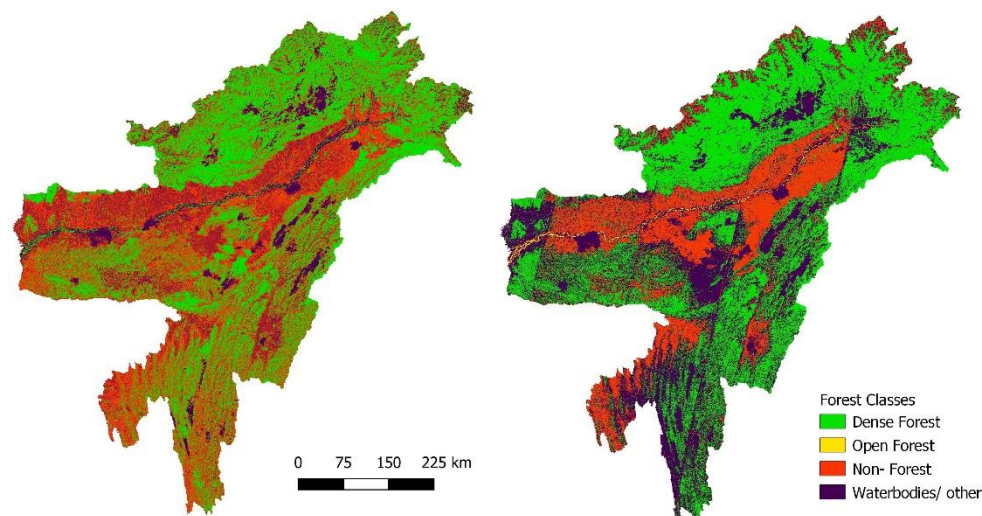 0 75 150 225 km
Forest Classes
Dense Forest
Open Forest
Non- Forest
Waterbodies/ other